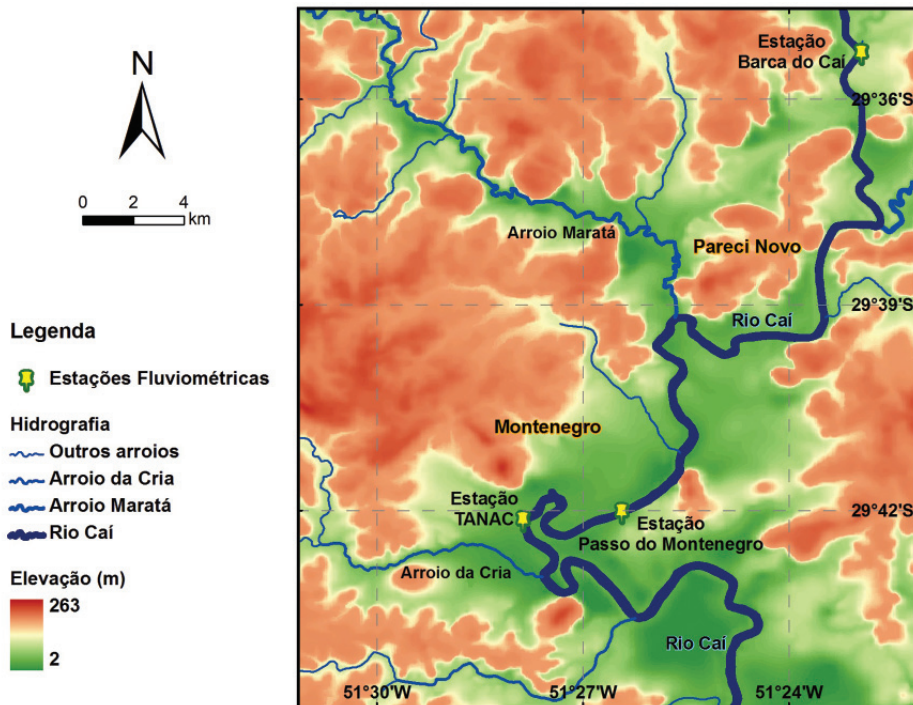 N
0 2 4
km
Legenda
Estações Fluviométricas
Hidrografia
Outros arroios
Arroio da Cria
Arroio Maratá
Rio Caí
Elevação (m)
263
2
Estação
Barca do Caí
29°36'S
Arroio Maratá
Pareci Novo
29°39'S
Rio Caí
Montenegro
Estação
TANAC
29°42'S
Estação
Passo do Montenegro
Arroio da Cria
Rio Caí
51°30'W
51°27'W
51°24'W